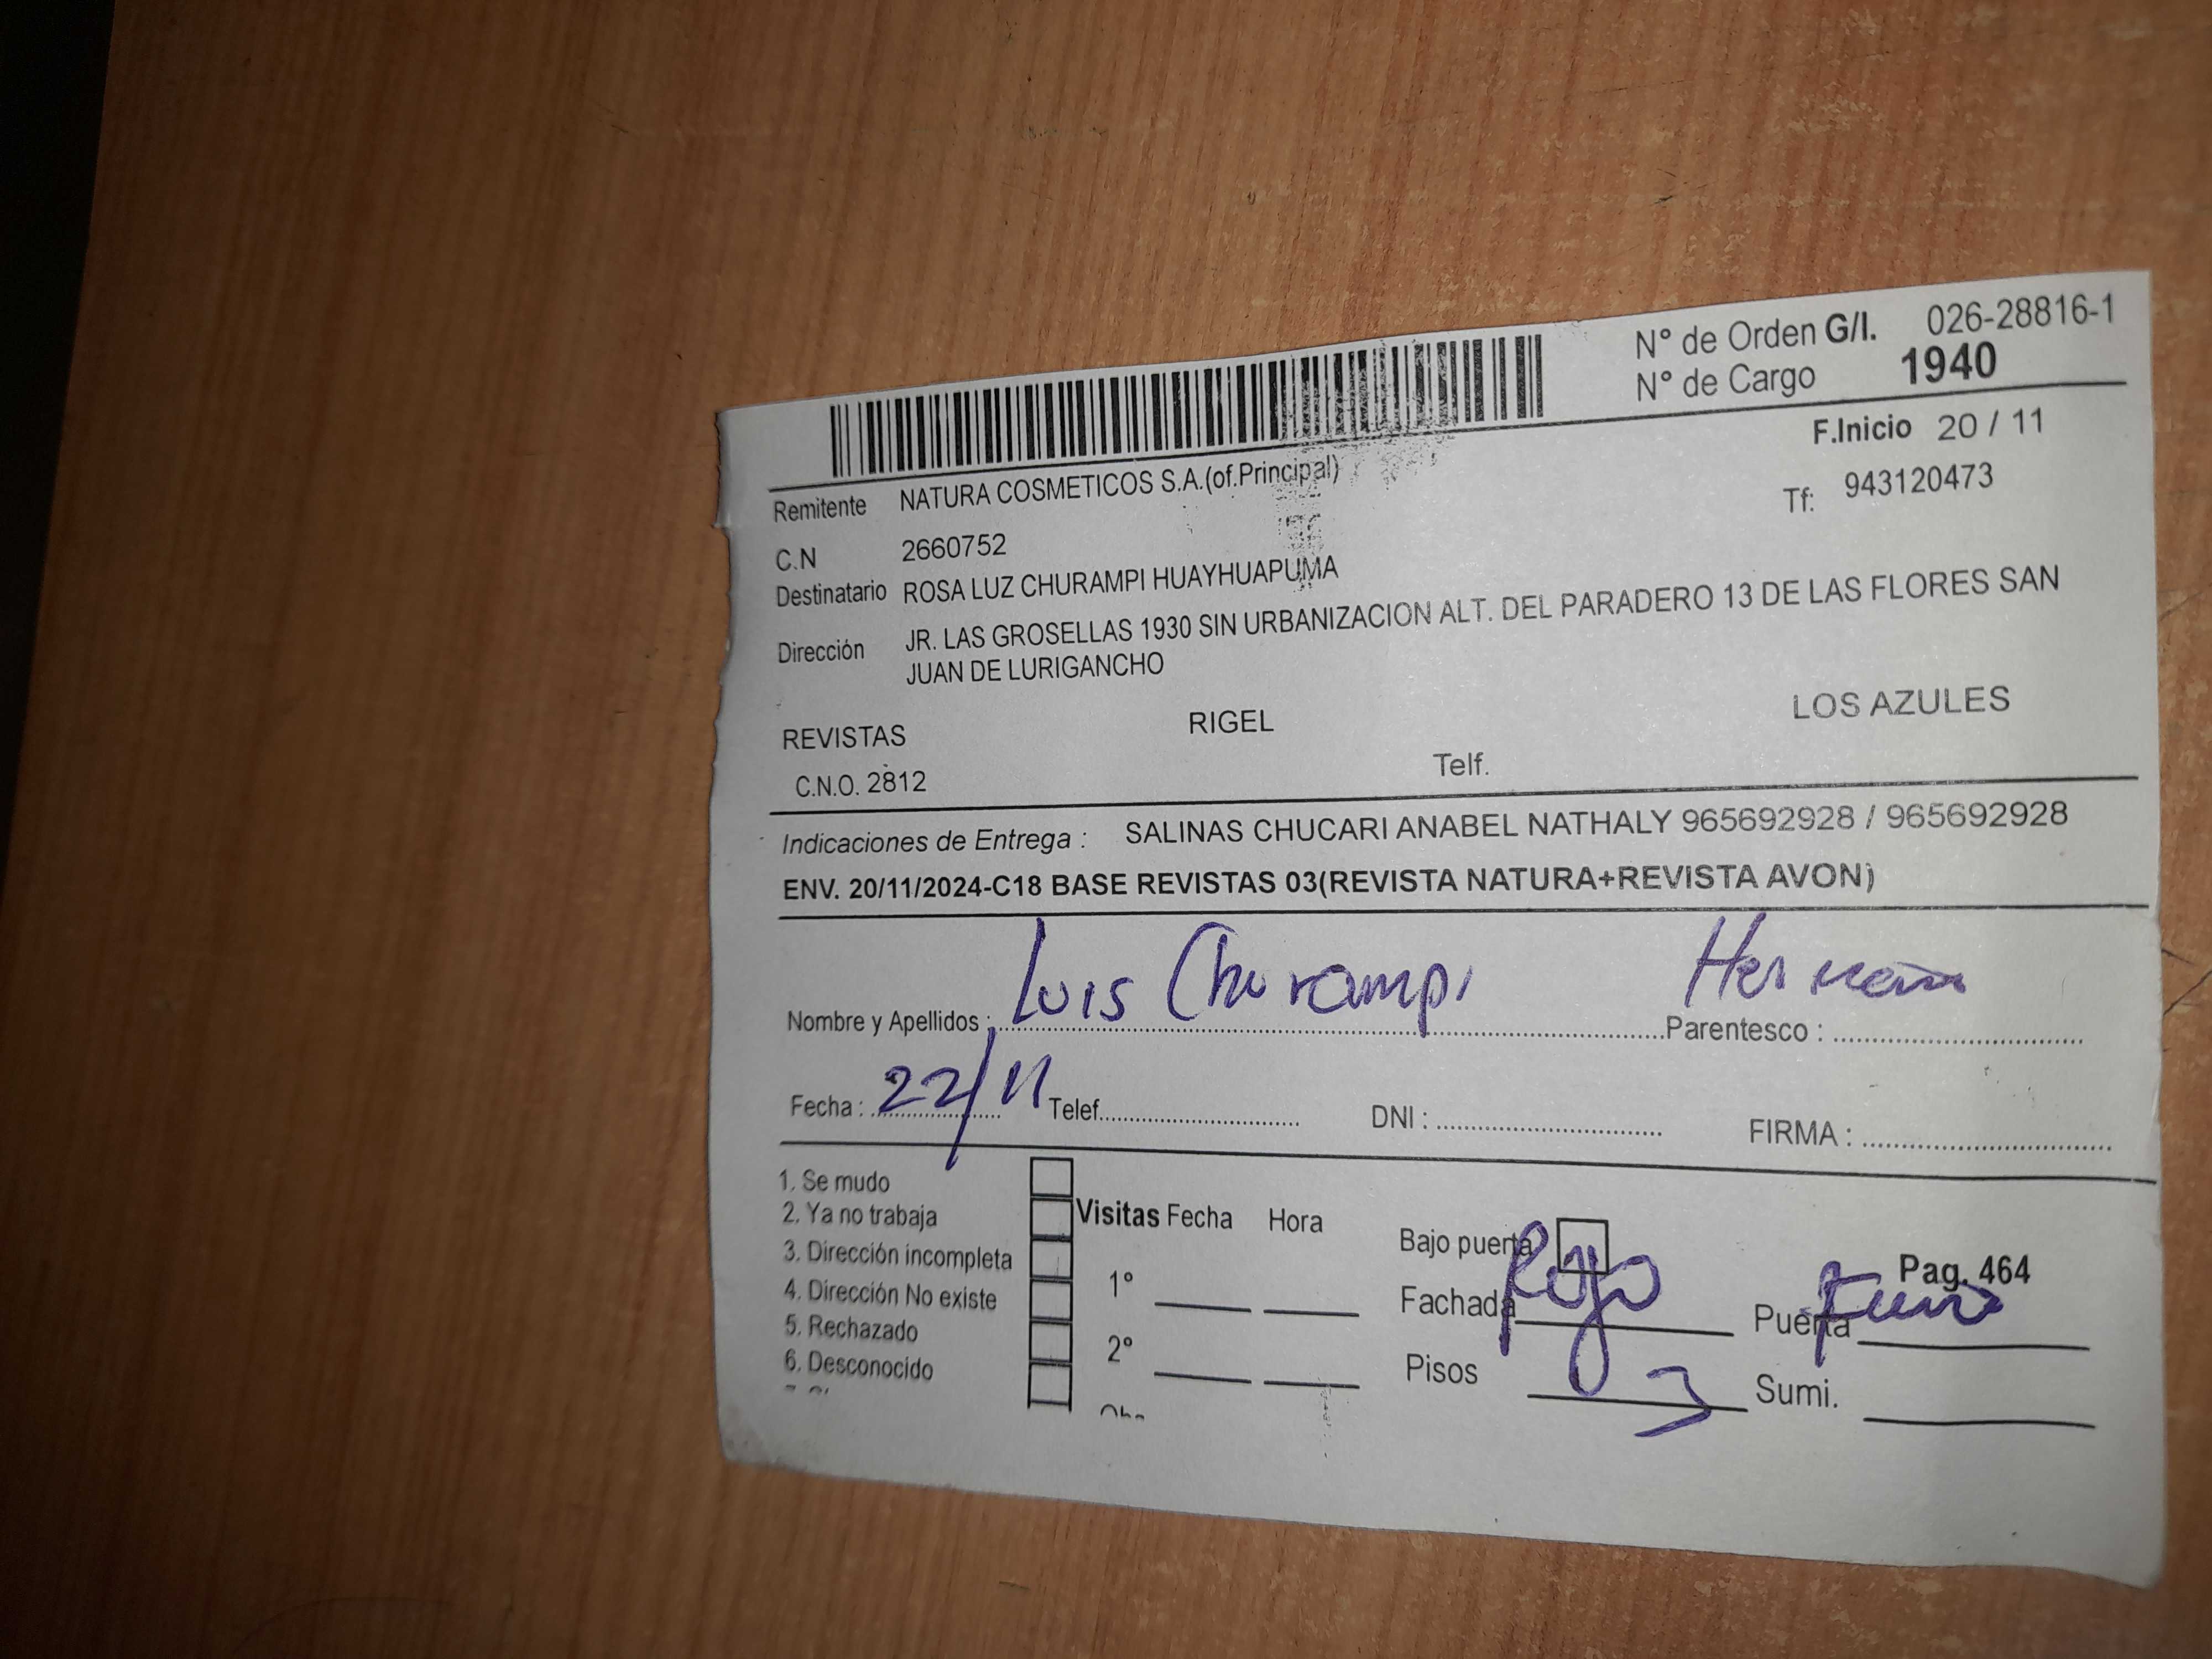 N° de Orden G/I. 026-28816-1
N° de Cargo 1940
F.Inicio 20 / 11
Remitente NATURA COSMETICOS S.A.(of.Principal)
Tf: 943120473
C.N 2660752
Destinatario ROSA LUZ CHURAMPI HUAYHUAPUMA
Dirección JR. LAS GROSELLAS 1930 SIN URBANIZACION ALT. DEL PARADERO 13 DE LAS FLORES SAN
JUAN DE LURIGANCHO
REVISTAS RIGEL LOS AZULES
C.N.O. 2812 Telf.
Indicaciones de Entrega : SALINAS CHUCARI ANABEL NATHALY 965692928 / 965692928
ENV. 20/11/2024-C18 BASE REVISTAS 03(REVISTA NATURA+REVISTA AVON)
Nombre y Apellidos : Luis Churampi Parentesco :
Fecha : 22/11 Telef. DNI : FIRMA :
1. Se mudo
2. Ya no trabaja
3. Dirección incompleta
4. Dirección No existe
5. Rechazado
6. Desconocido
Visitas Fecha Hora
1°
2°
Bajo puerta
Pag. 464
Fachada Rojo Puerta
Pisos 3 Sumi.